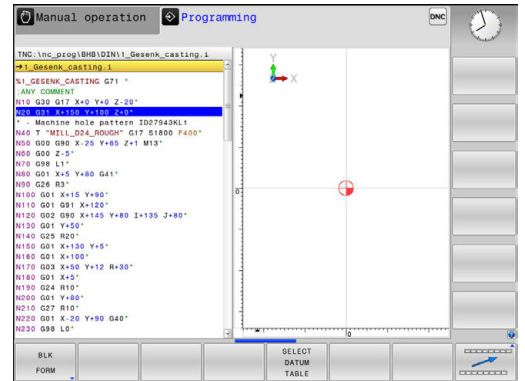 Manual operation
Programming
DNC
TNC:\nc_prog\BHB\DIN\1_Gesenk_casting.i
→1_Gesenk_casting.i
%1_GESENK_CASTING G71 *
;ANY COMMENT
N10 G30 G17 X+0 Y+0 Z-20*
N20 G31 X+150 Y+100 Z+0*
* - Machine hole pattern ID27943KL1
N40 T "MILL_D24_ROUGH" G17 S1800 F400*
N50 G00 G90 X-25 Y+65 Z+1 M13*
N60 G00 Z-5*
N70 G98 L1*
N80 G01 X+5 Y+80 G41*
N90 G26 R3*
N100 G01 X+15 Y+90*
N110 G01 G91 X+120*
N120 G02 G90 X+145 Y+80 I+135 J+80*
N130 G01 Y+50*
N140 G25 R20*
N150 G01 X+130 Y+5*
N160 G01 X+100*
N170 G03 X+50 Y+12 R+30*
N180 G01 X+5*
N190 G24 R10*
N200 G01 Y+80*
N210 G27 R10*
N220 G01 X-20 Y+90 G40*
N230 G98 L0*
Y
X
0
0
BLK
FORM
SELECT
DATUM
TABLE